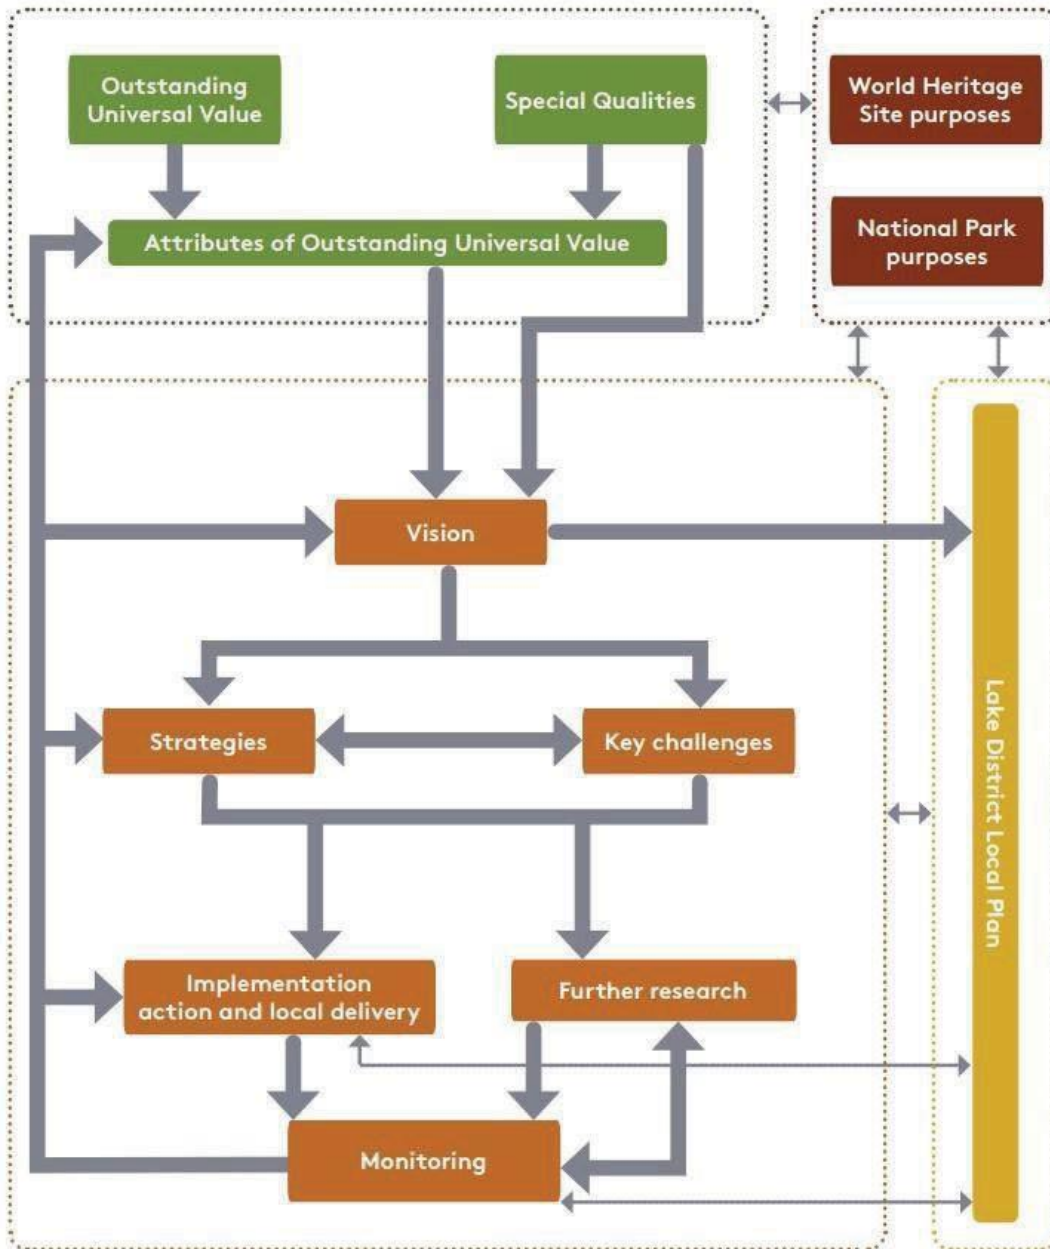 Outstanding
Universal Value
Special Qualities
World Heritage
Site purposes
Attributes of Outstanding Universal Value
National Park
purposes
Vision
Strategies
Key challenges
Lake District Local Plan
Implementation
action and local delivery
Further research
Monitoring